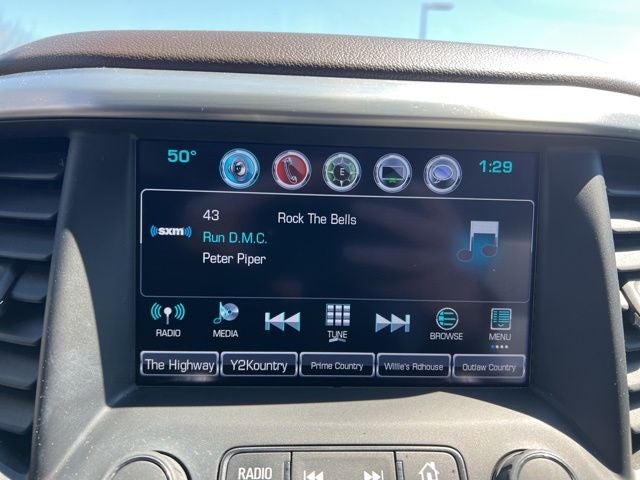 50° E 1:29
43 Rock The Bells
((sxm)) Run D.M.C.
Peter Piper
RADIO MEDIA TUNE BROWSE MENU
The Highway Y2Kountry Prime Country Willie's Rdhouse Outlaw Country
RADIO